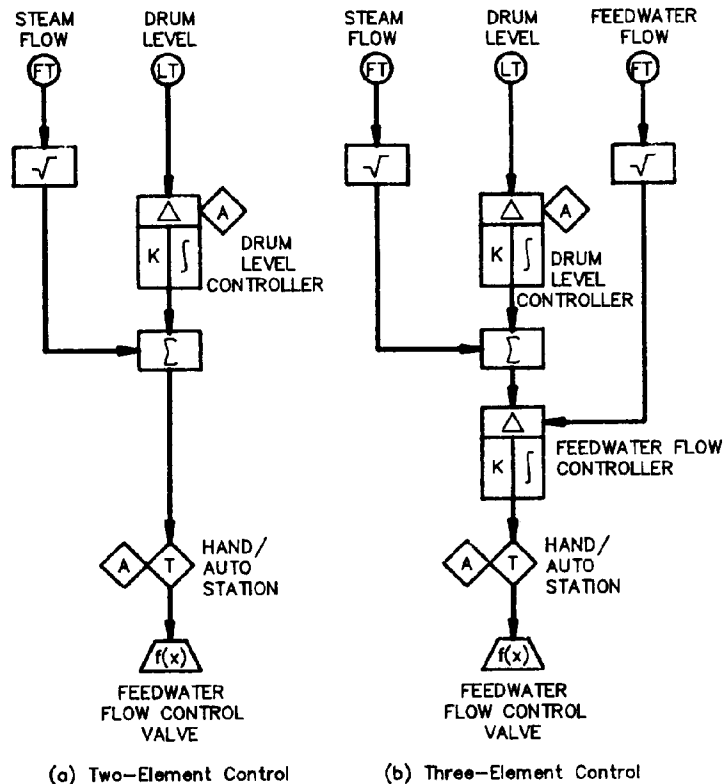 STEAM
FLOW
FT
√
DRUM
LEVEL
LT
△
A
K ∫
DRUM
LEVEL
CONTROLLER
Σ
A
T
HAND/
AUTO
STATION
f(x)
FEEDWATER
FLOW CONTROL
VALVE
(a) Two-Element Control
STEAM
FLOW
FT
√
DRUM
LEVEL
LT
△
A
K ∫
DRUM
LEVEL
CONTROLLER
Σ
FEEDWATER
FLOW
FT
√
△
K ∫
FEEDWATER FLOW
CONTROLLER
A
T
HAND/
AUTO
STATION
f(x)
FEEDWATER
FLOW CONTROL
VALVE
(b) Three-Element Control